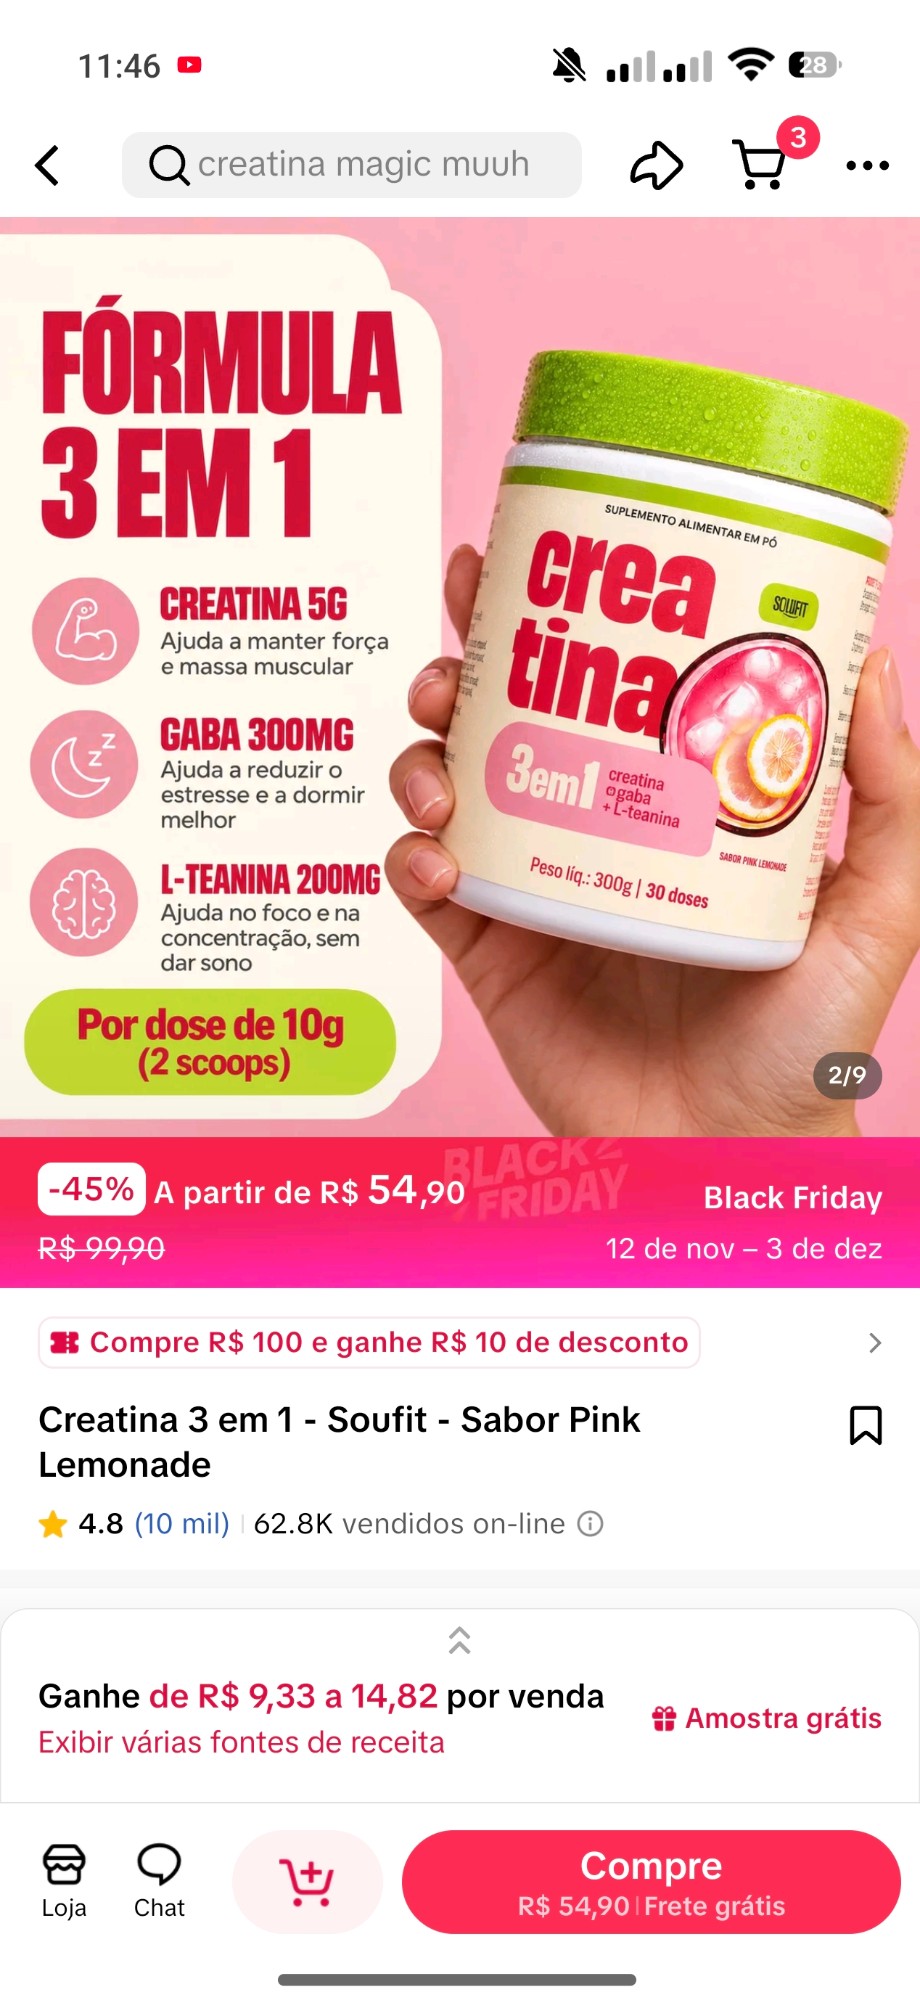 11:46
28
creatina magic muuh
3
FÓRMULA
3 EM 1
CREATINA 5G
Ajuda a manter força
e massa muscular
GABA 300MG
Ajuda a reduzir o
estresse e a dormir
melhor
L-TEANINA 200MG
Ajuda no foco e na
concentração, sem
dar sono
Por dose de 10g
(2 scoops)
SUPLEMENTO ALIMENTAR EM PÓ
crea
tina
SOUFIT
3em1
creatina
+gaba
+ L-teanina
SABOR PINK LEMONADE
Peso líq.: 300g | 30 doses
2/9
BLACK
FRIDAY
-45% A partir de R$ 54,90
R$ 99,90
Black Friday
12 de nov – 3 de dez
Compre R$ 100 e ganhe R$ 10 de desconto
Creatina 3 em 1 - Soufit - Sabor Pink
Lemonade
4.8 (10 mil) 62.8K vendidos on-line
Ganhe de R$ 9,33 a 14,82 por venda
Exibir várias fontes de receita
Amostra grátis
Loja
Chat
Compre
R$ 54,90 | Frete grátis